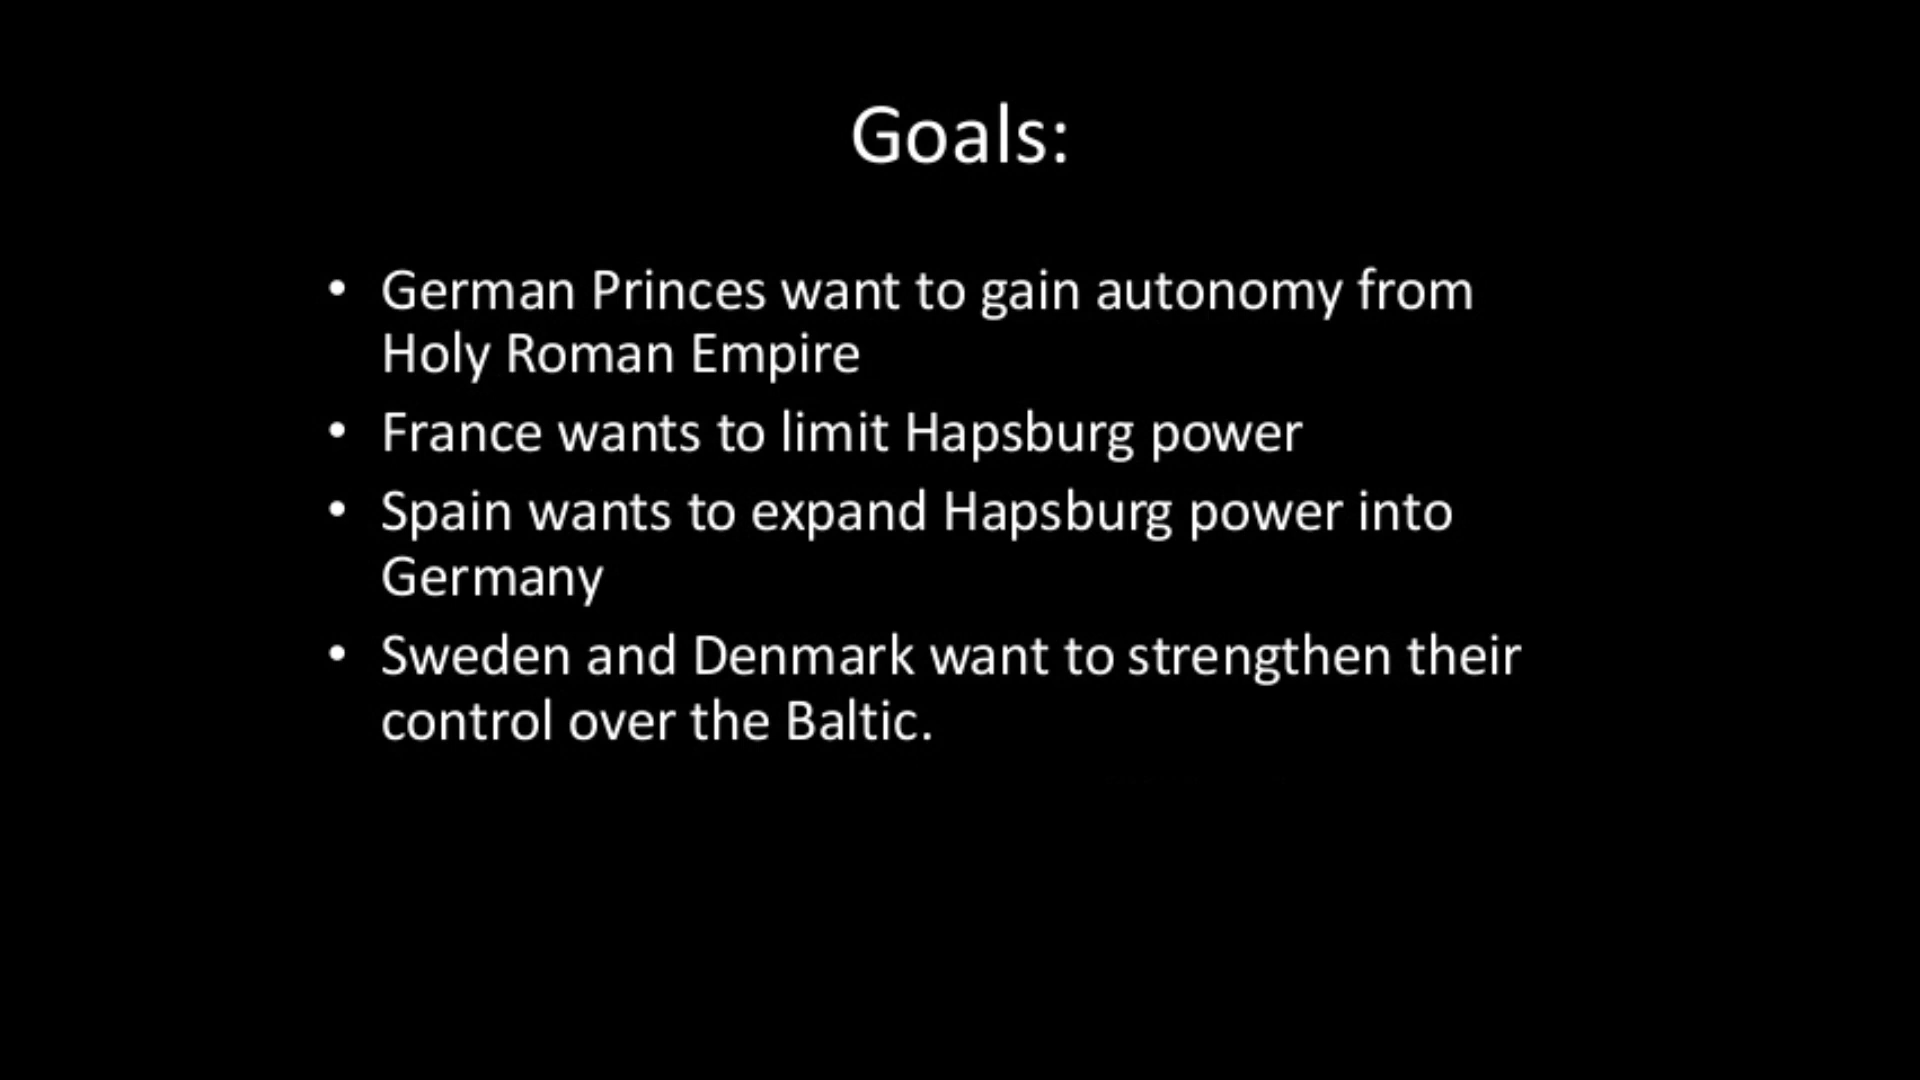 Goals:
• German Princes want to gain autonomy from
Holy Roman Empire
• France wants to limit Hapsburg power
• Spain wants to expand Hapsburg power into
Germany
• Sweden and Denmark want to strengthen their
control over the Baltic.